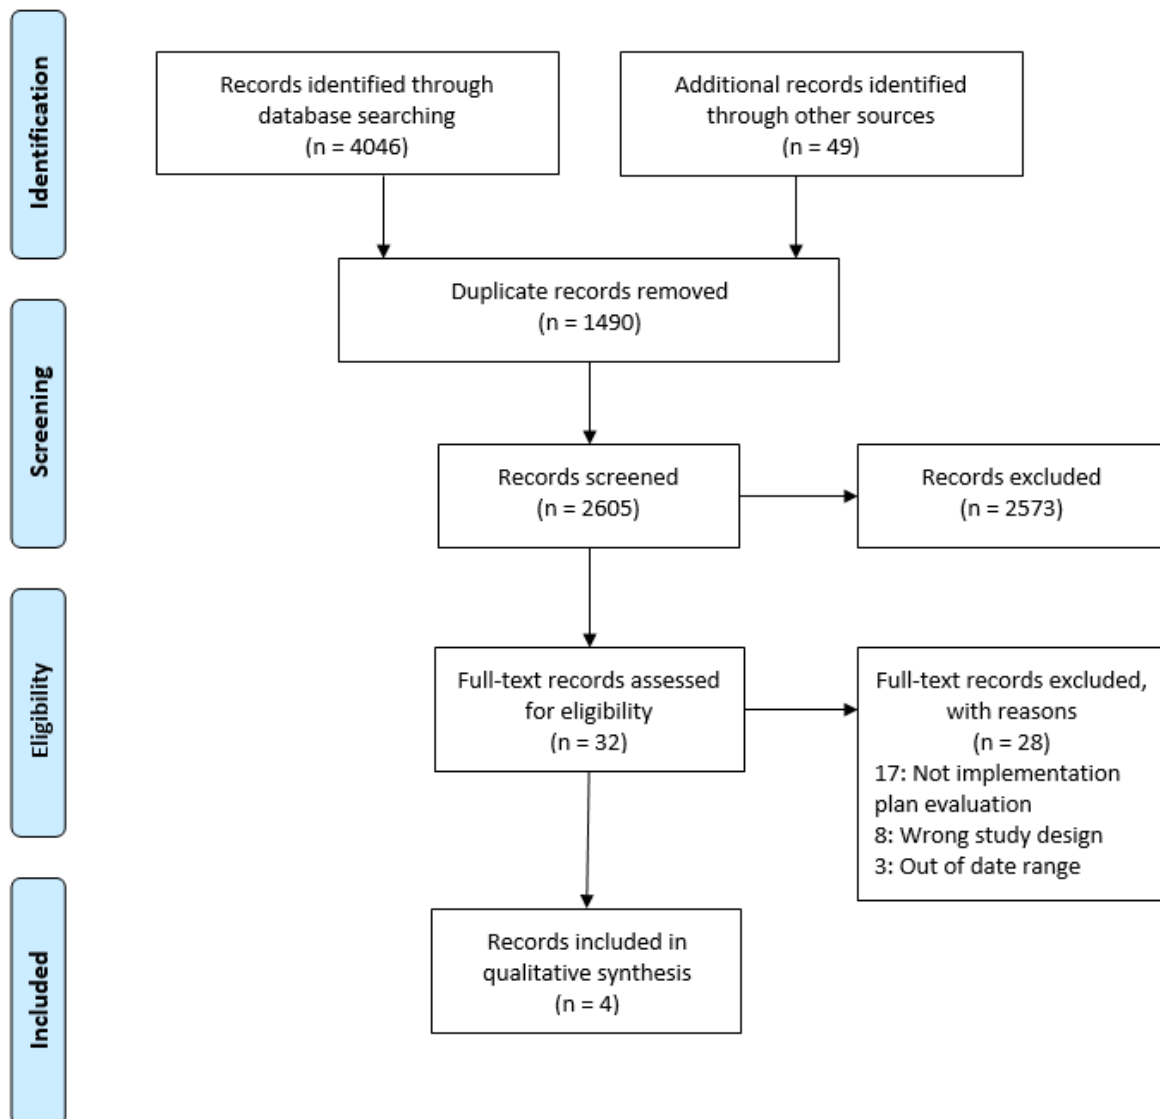 Identification
Records identified through
database searching
(n = 4046)
Additional records identified
through other sources
(n = 49)
Duplicate records removed
(n = 1490)
Screening
Records screened
(n = 2605)
Records excluded
(n = 2573)
Eligibility
Full-text records assessed
for eligibility
(n = 32)
Full-text records excluded,
with reasons
(n = 28)
17: Not implementation
plan evaluation
8: Wrong study design
3: Out of date range
Included
Records included in
qualitative synthesis
(n = 4)